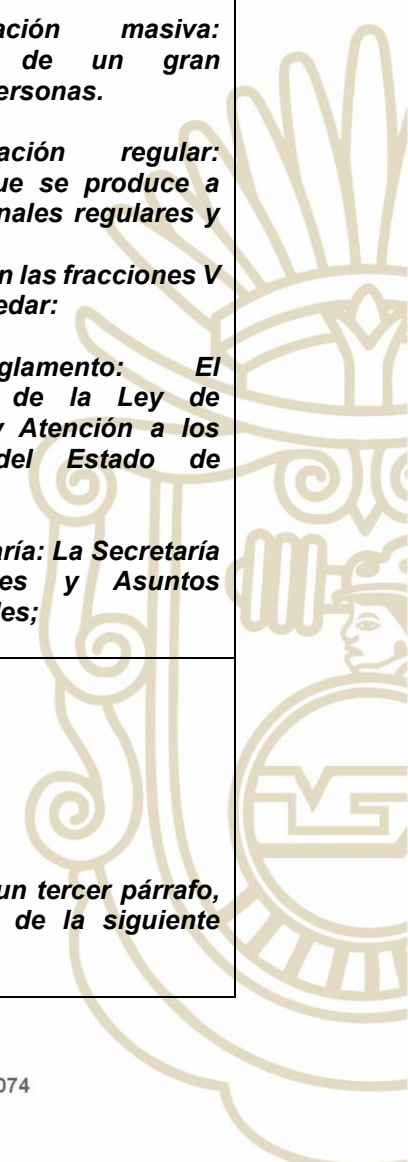 ación masiva:
de un gran
ersonas.
ación regular:
ue se produce a
nales regulares y
n las fracciones V
edar:
glamento: El
de la Ley de
y Atención a los
del Estado de
aría: La Secretaría
es y Asuntos
les;
un tercer párrafo,
de la siguiente
074